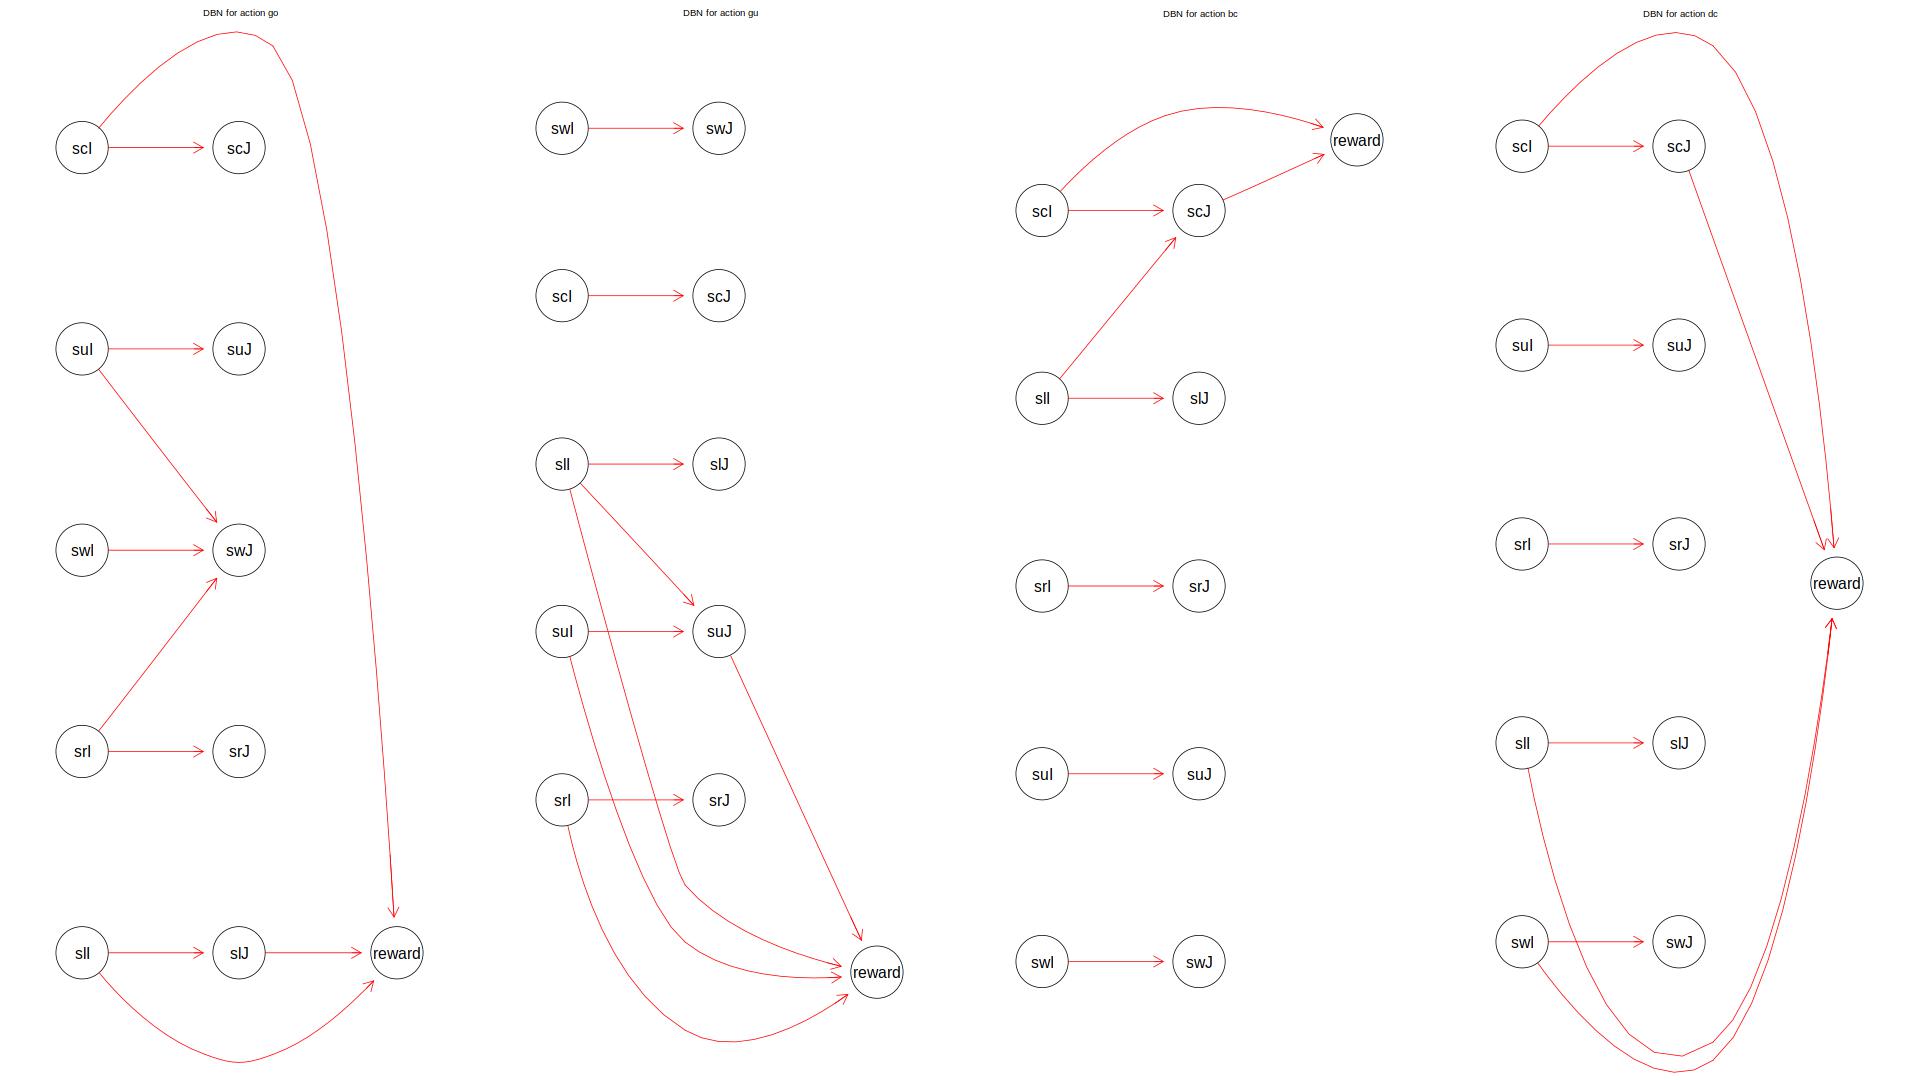 DBN for action go
scI
scJ
suI
suJ
swI
swJ
srI
srJ
slI
slJ
reward
DBN for action gu
swI
swJ
scI
scJ
slI
slJ
suI
suJ
srI
srJ
reward
DBN for action bc
reward
scI
scJ
slI
slJ
srI
srJ
suI
suJ
swI
swJ
DBN for action dc
scI
scJ
suI
suJ
srI
srJ
reward
slI
slJ
swI
swJ